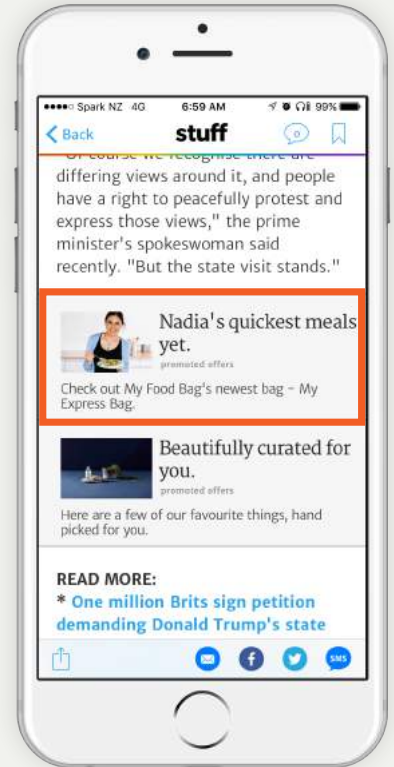 Spark NZ 4G 6:59 AM 99%
Back stuff 0
"Of course we recognise there are
differing views around it, and people
have a right to peacefully protest and
express those views," the prime
minister's spokeswoman said
recently. "But the state visit stands."
Nadia's quickest meals
yet.
promoted offers
Check out My Food Bag's newest bag – My
Express Bag.
Beautifully curated for
you.
promoted offers
Here are a few of our favourite things, hand
picked for you.
READ MORE:
* One million Brits sign petition
demanding Donald Trump's state
SMS